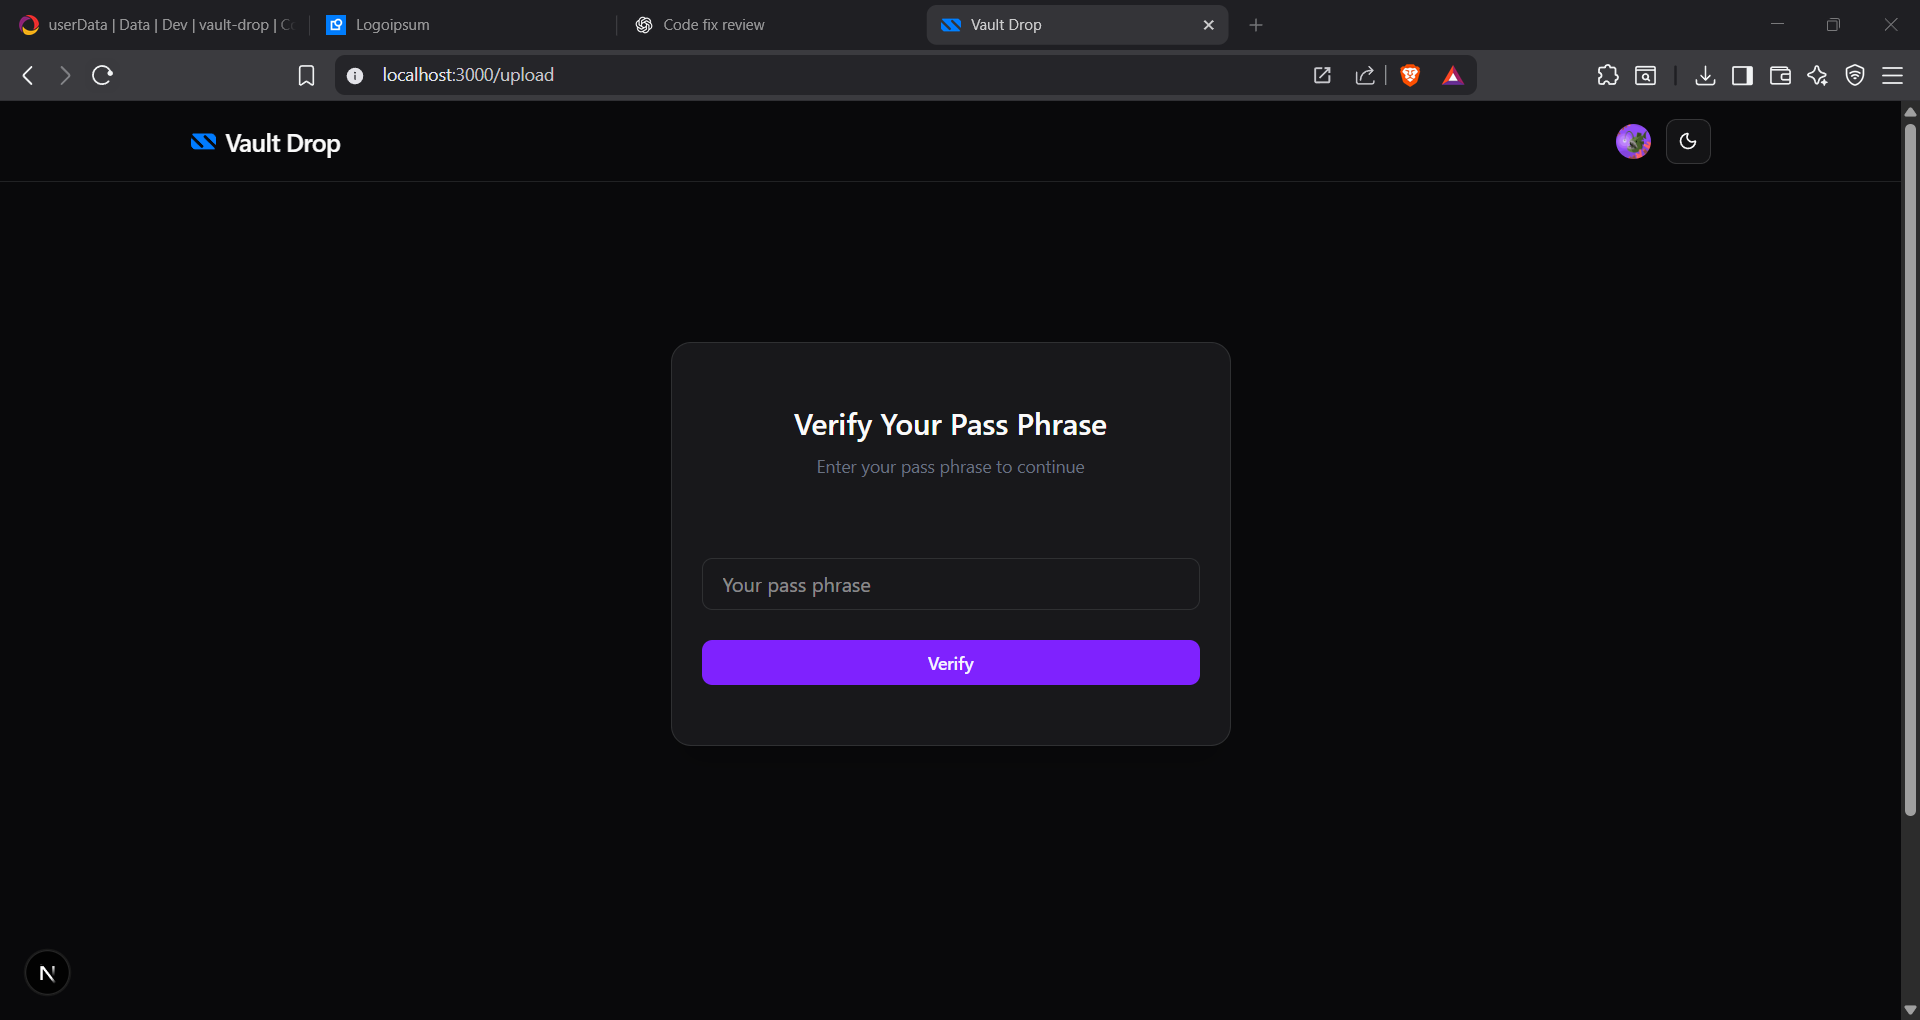 userData | Data | Dev | vault-drop |
Logoipsum
Code fix review
Vault Drop
localhost:3000/upload
Vault Drop
Verify Your Pass Phrase
Enter your pass phrase to continue
Your pass phrase
Verify
N